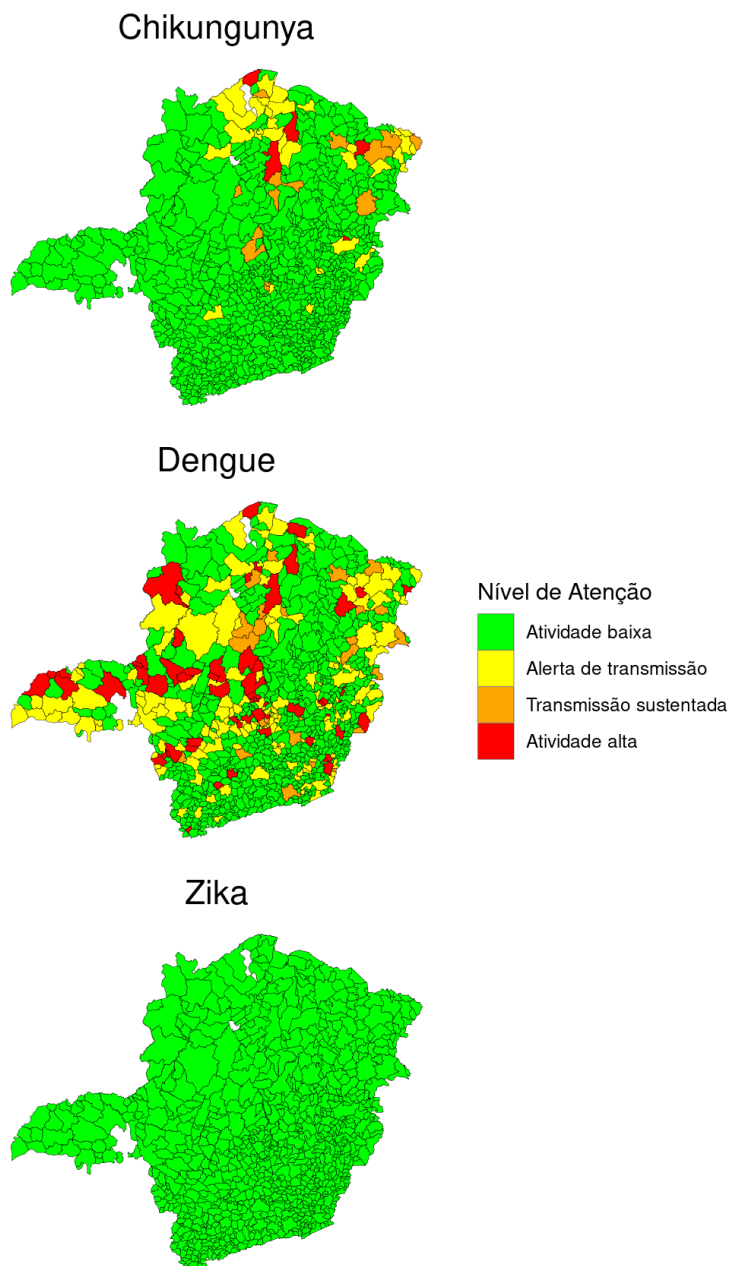 Chikungunya
Dengue
Nível de Atenção
Atividade baixa
Alerta de transmissão
Transmissão sustentada
Atividade alta
Zika